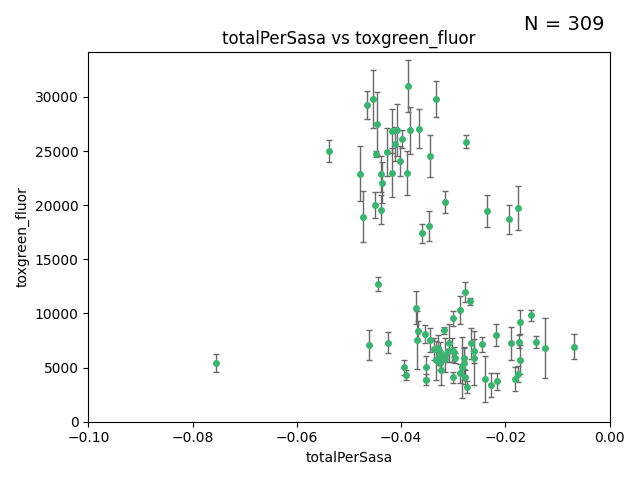 N = 309
totalPerSasa vs toxgreen_fluor
toxgreen_fluor
30000
25000
20000
15000
10000
5000
0
−0.10 −0.08 −0.06 −0.04 −0.02 0.00
totalPerSasa